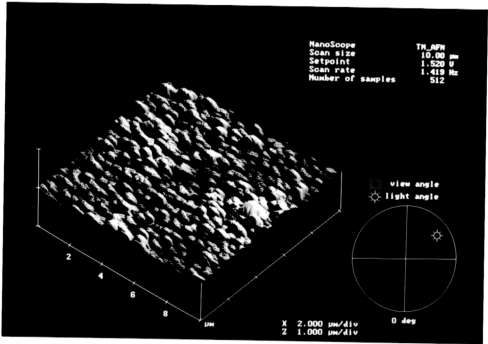 NanoScope TM_AFM
Scan size 10.00 µm
Setpoint 1.520 V
Scan rate 1.419 Hz
Number of samples 512
view angle
light angle
2
4
6
8
µm
X 2.000 µm/div
Z 1.000 µm/div
0 deg